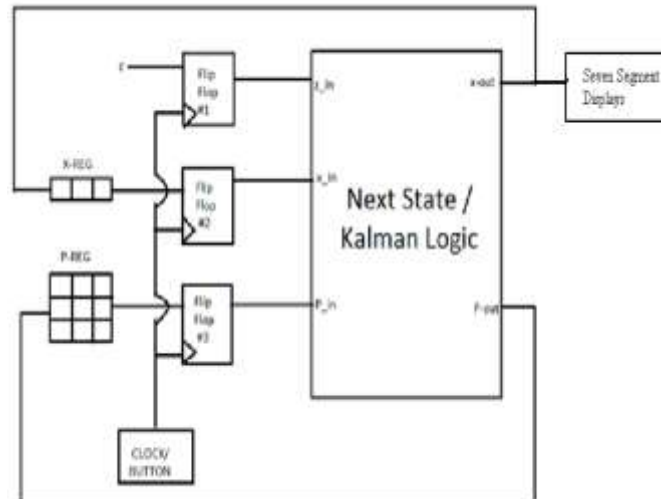 z
Flip
Flop
#1
z_in
x-out
Seven Segment
Displays
X-REG
Flip
Flop
#2
x_in
Next State /
Kalman Logic
P-REG
Flip
Flop
#3
P_in
P-out
CLOCK/
BUTTON